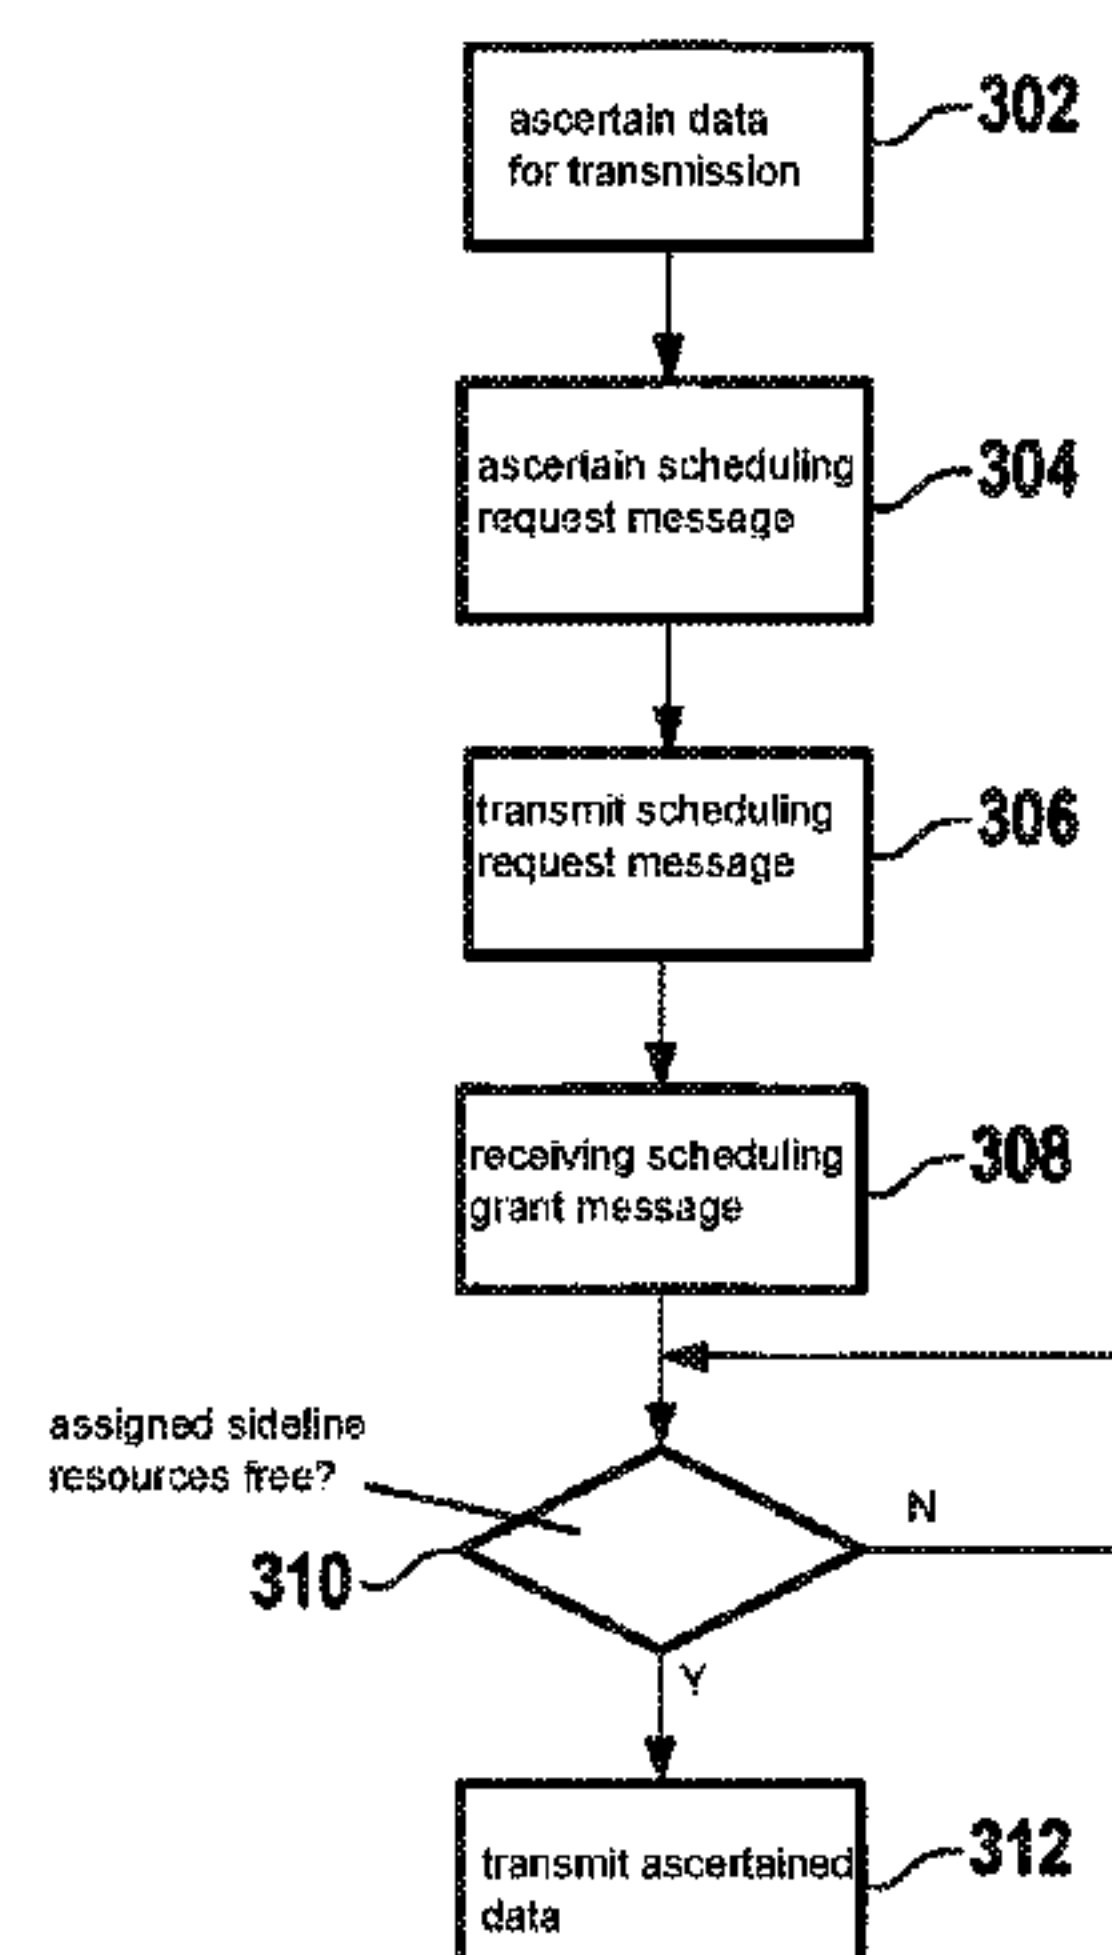 ascertain data
for transmission
302
ascertain scheduling
request message
304
transmit scheduling
request message
306
receiving scheduling
grant message
308
assigned sideline
resources free?
N
310
Y
transmit ascertained
data
312